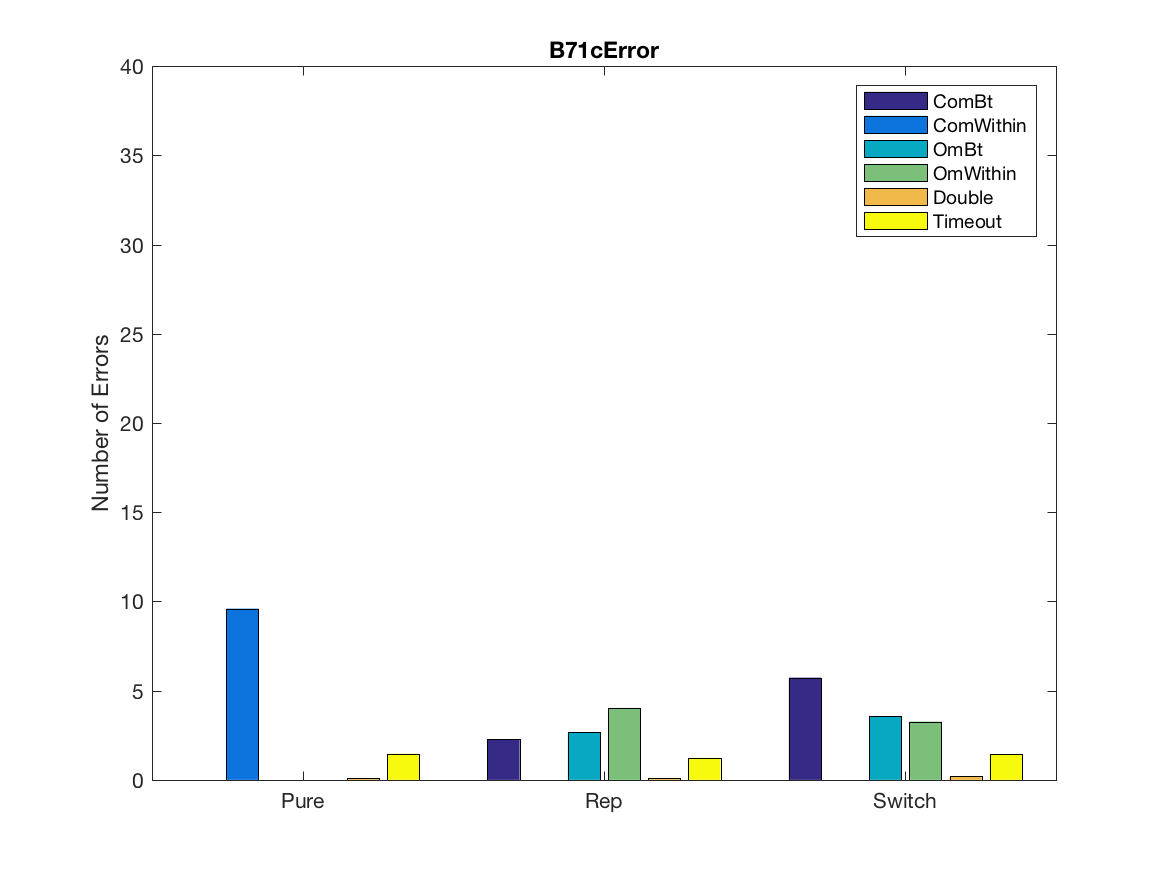 B71cError
40
35
30
25
20
15
10
5
0
Number of Errors
ComBt
ComWithin
OmBt
OmWithin
Double
Timeout
Pure
Rep
Switch